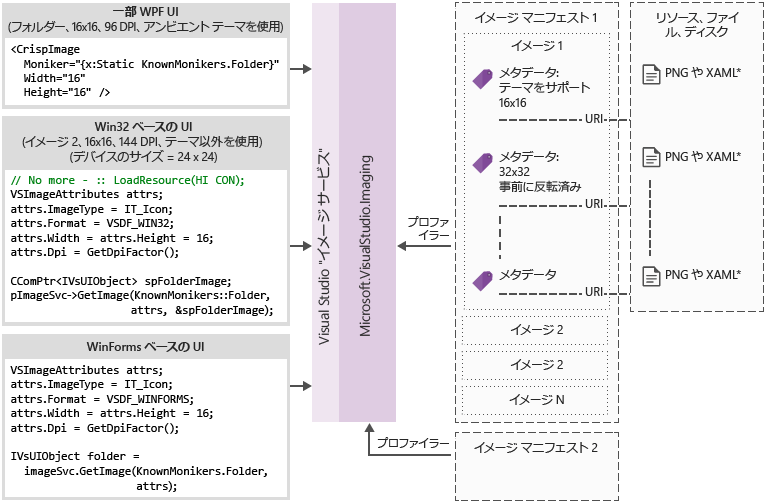 一部 WPF UI
(フォルダー、16x16、96 DPI、アンビエント テーマを使用)
<CrispImage
Moniker="{x:Static KnownMonikers.Folder}"
Width="16"
Height="16" />
Win32 ベースの UI
(イメージ 2、16x16、144 DPI、テーマ以外を使用)
(デバイスのサイズ = 24 x 24)
// No more - :: LoadResource(HI CON);
VSImageAttributes attrs;
attrs.ImageType = IT_Icon;
attrs.Format = VSDF_WIN32;
attrs.Width = attrs.Height = 16;
attrs.Dpi = GetDpiFactor();
CComPtr<IVsUIObject> spFolderImage;
pImageSvc->GetImage(KnownMonikers::Folder,
attrs, &spFolderImage);
WinForms ベースの UI
VSImageAttributes attrs;
attrs.ImageType = IT_Icon;
attrs.Format = VSDF_WINFORMS;
attrs.Width = attrs.Height = 16;
attrs.Dpi = GetDpiFactor();
IVsUIObject folder =
imageSvc.GetImage(KnownMonikers.Folder,
attrs);
Visual Studio "イメージ サービス"
Microsoft.VisualStudio.Imaging
プロファ
イラー
プロファイラー
イメージ マニフェスト 1
イメージ 1
メタデータ:
テーマをサポート
16x16
URI
メタデータ:
32x32
事前に反転済み
URI
メタデータ
URI
イメージ 2
イメージ 2
イメージ N
イメージ マニフェスト 2
リソース、ファイ
ル、ディスク
PNG や XAML*
PNG や XAML*
PNG や XAML*